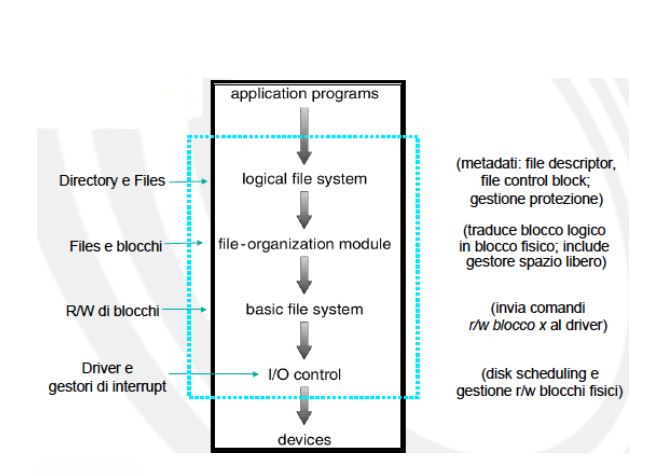 application programs
Directory e Files
logical file system
(metadati: file descriptor,
file control block;
gestione protezione)
Files e blocchi
file-organization module
(traduce blocco logico
in blocco fisico; include
gestore spazio libero)
R/W di blocchi
basic file system
(invia comandi
r/w blocco x al driver)
Driver e
gestori di interrupt
I/O control
(disk scheduling e
gestione r/w blocchi fisici)
devices